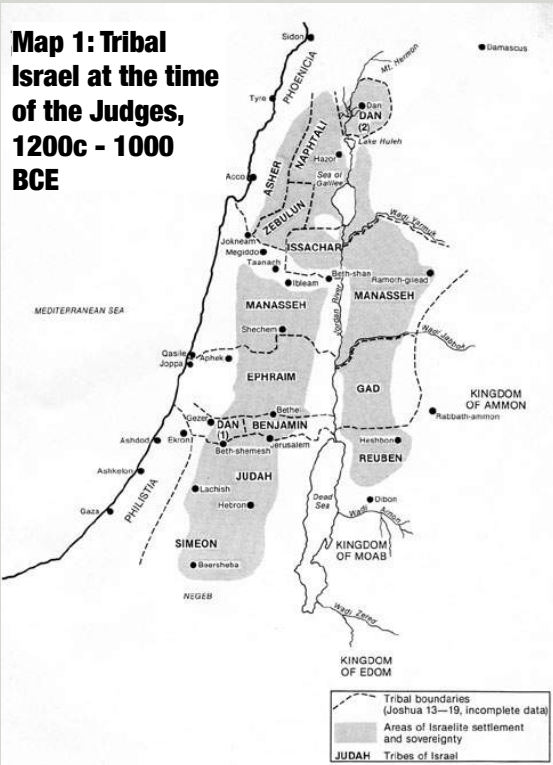 Map 1: Tribal
Israel at the time
of the Judges,
1200c - 1000
BCE
Sidon
Damascus
Mt. Hermon
PHOENICIA
Tyre
Dan
DAN
(2)
Lake Huleh
NAPHTALI
Hazor
ASHER
Sea of
Galilee
Acco
ZEBULUN
Wadi Yarmuk
Jokneam
ISSACHAR
Megiddo
Taanach
Beth-shan
Ramoth-gilead
Ibleam
MANASSEH
MANASSEH
MEDITERRANEAN SEA
Jordan River
Shechem
Wadi Jabbok
Qasile
Joppa
Aphek
EPHRAIM
GAD
KINGDOM
OF AMMON
Rabbath-ammon
Bethel
Gezer
DAN
(1)
BENJAMIN
Ashdod
Ekron
Jerusalem
Heshbon
Beth-shemesh
REUBEN
Ashkelon
JUDAH
Lachish
Dead
Sea
Dibon
Gaza
PHILISTIA
Hebron
Wadi Arnon
SIMEON
KINGDOM
OF MOAB
Beersheba
NEGEB
Wadi Zered
KINGDOM
OF EDOM
Tribal boundaries
(Joshua 13—19, incomplete data)
Areas of Israelite settlement
and sovereignty
JUDAH Tribes of Israel